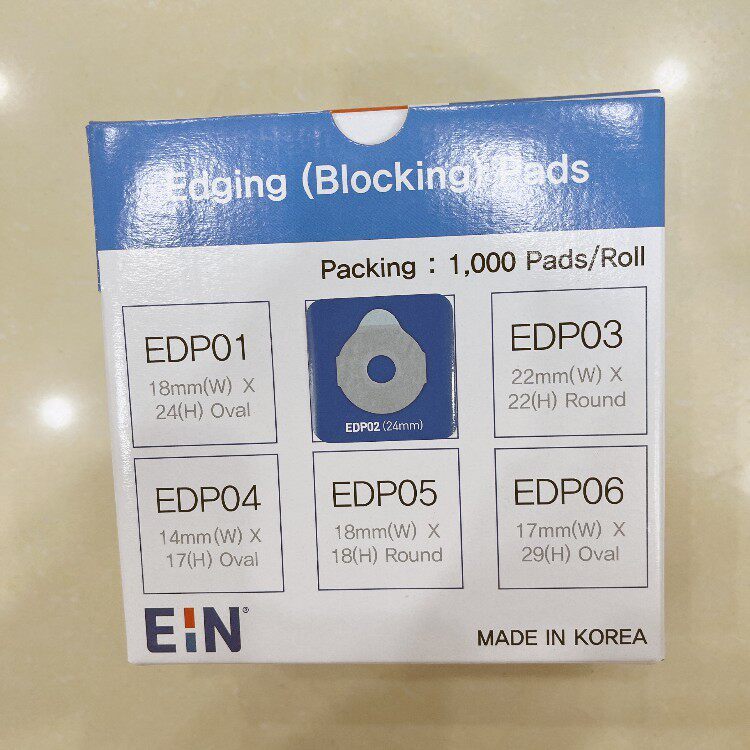 Edging (Blocking) Pads
Packing : 1,000 Pads/Roll
EDP01
18mm(W) X
24(H) Oval
EDP02 (24mm)
EDP03
22mm(W) X
22(H) Round
EDP04
14mm(W) X
17(H) Oval
EDP05
18mm(W) X
18(H) Round
EDP06
17mm(W) X
29(H) Oval
EIN®
MADE IN KOREA